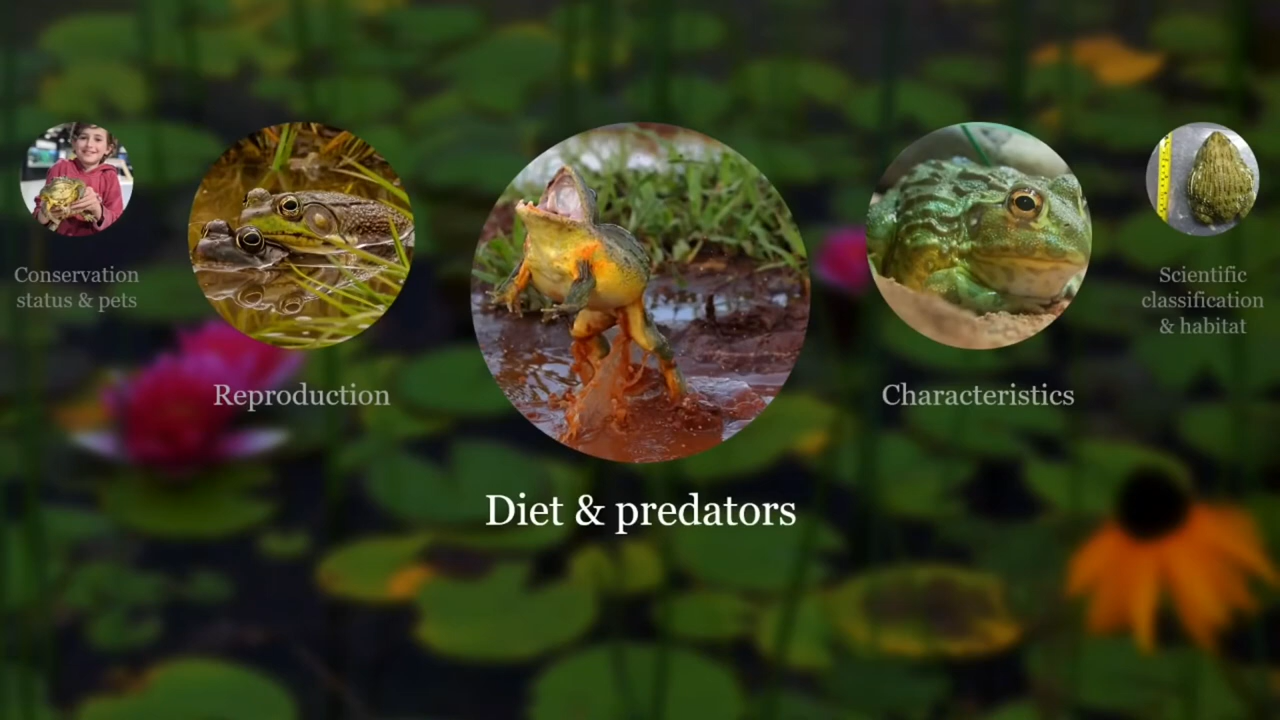 Conservation
status & pets
Reproduction
Diet & predators
Characteristics
Scientific
classification
& habitat